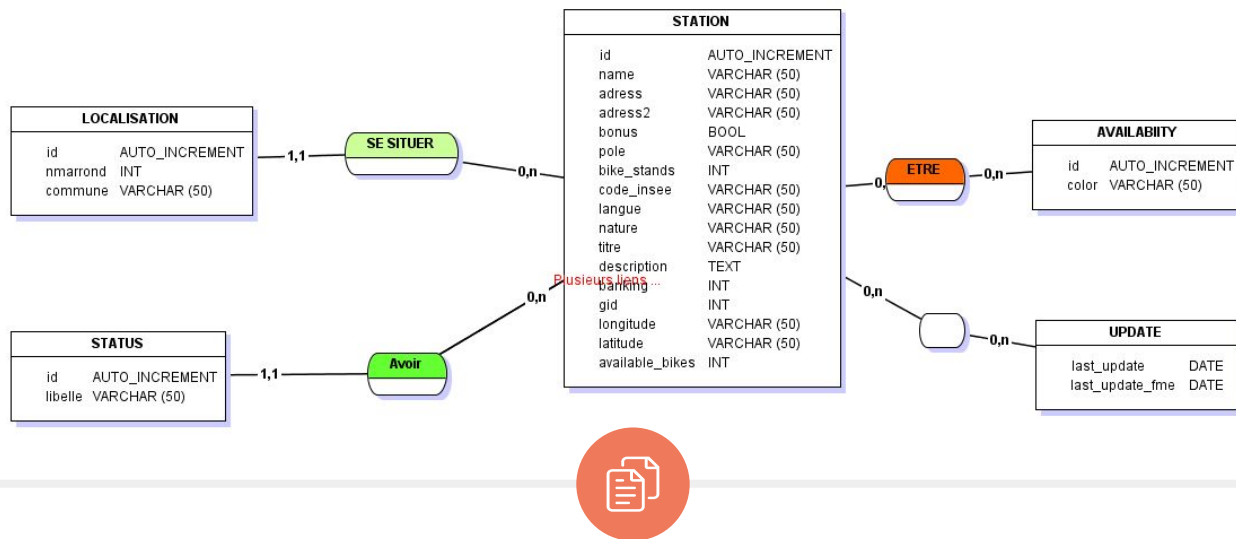 STATION
id AUTO_INCREMENT
name VARCHAR (50)
adress VARCHAR (50)
adress2 VARCHAR (50)
bonus BOOL
pole VARCHAR (50)
bike_stands INT
code_insee VARCHAR (50)
langue VARCHAR (50)
nature VARCHAR (50)
titre VARCHAR (50)
description TEXT
Plusieurs liens ...
banking INT
gid INT
longitude VARCHAR (50)
latitude VARCHAR (50)
available_bikes INT
LOCALISATION
id AUTO_INCREMENT
nmarrond INT
commune VARCHAR (50)
1,1
SE SITUER
0,n
STATUS
id AUTO_INCREMENT
libelle VARCHAR (50)
1,1
Avoir
0,n
0,
ETRE
0,n
AVAILABIITY
id AUTO_INCREMENT
color VARCHAR (50)
0,n
0,n
UPDATE
last_update DATE
last_update_fme DATE